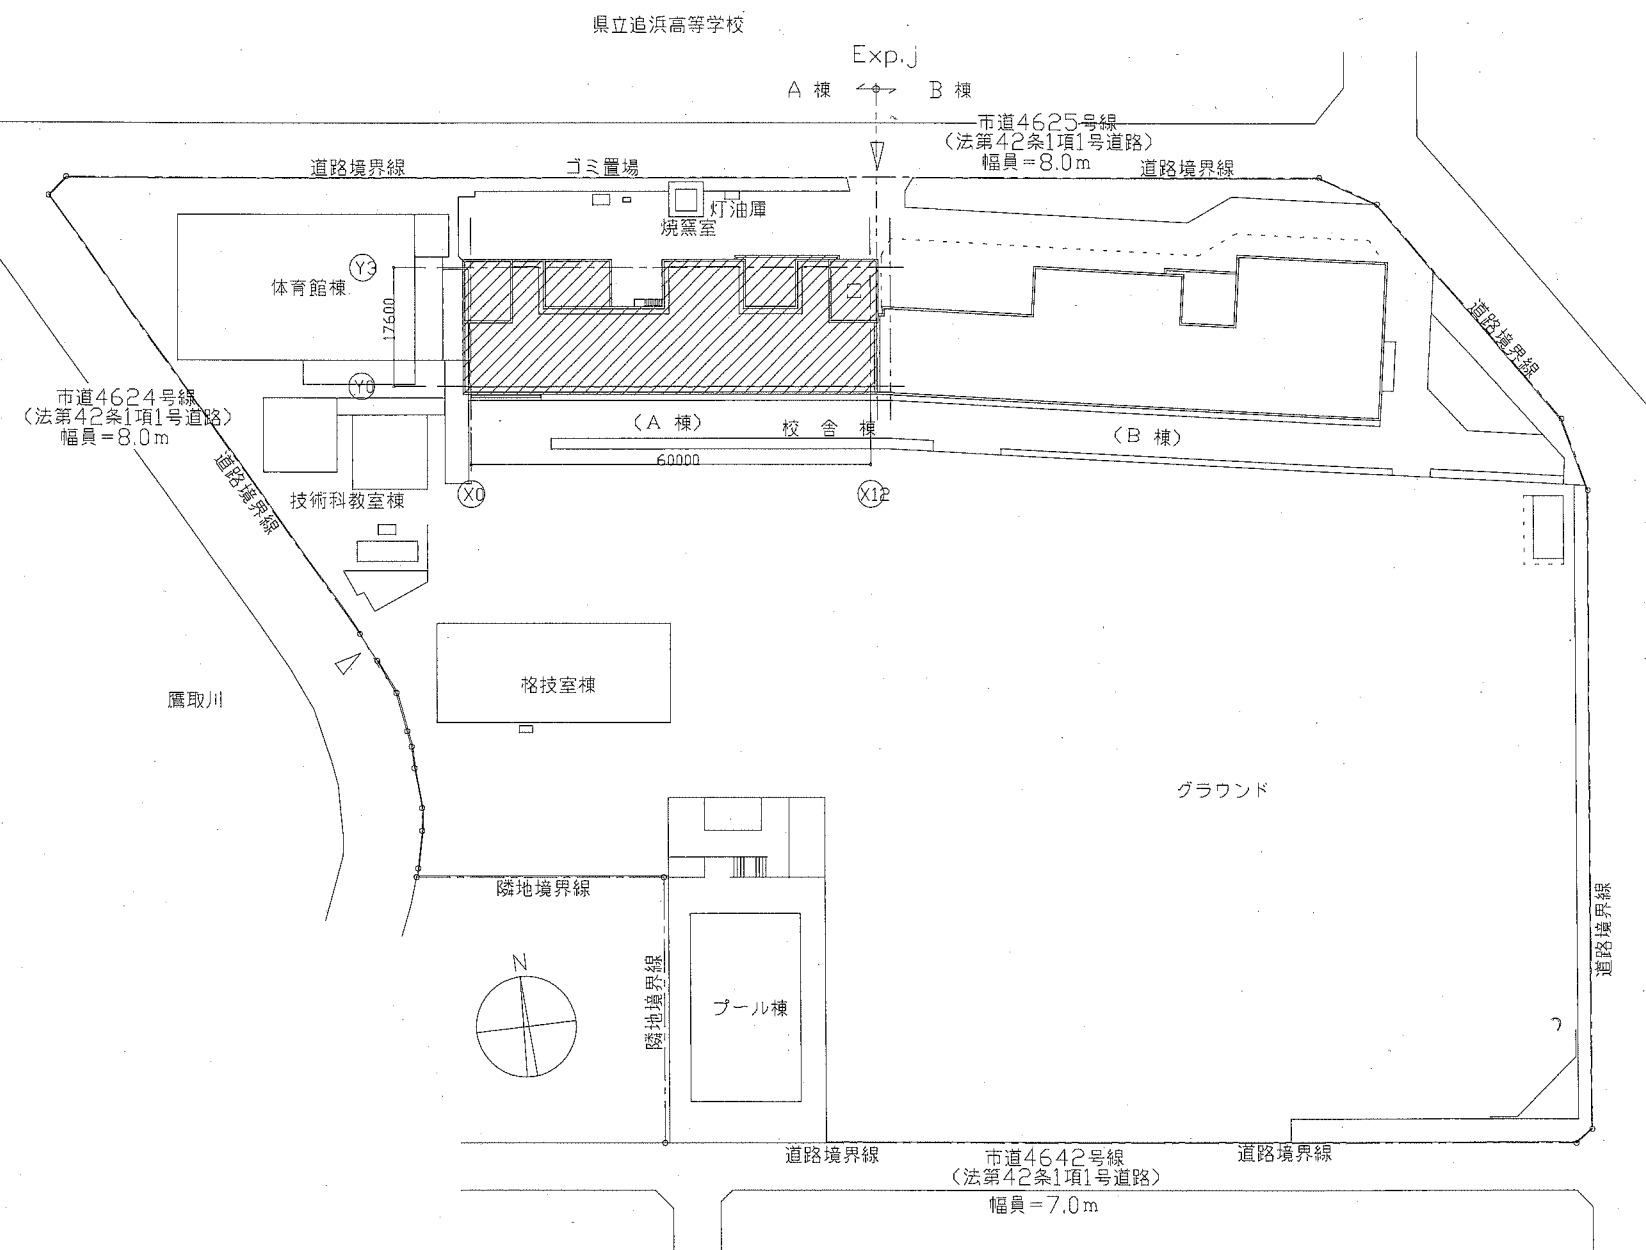 県立追浜高等学校
Exp.j
A 棟
B 棟
市道4625号線
(法第42条1項1号道路)
幅員=8.0m
道路境界線
ゴミ置場
道路境界線
灯油庫
焼窯室
Y3
体育館棟
17600
Y0
市道4624号線
(法第42条1項1号道路)
幅員=8.0m
(A 棟)
校 舎 棟
(B 棟)
道路境界線
60000
X0
X12
道路境界線
技術科教室棟
格技室棟
鷹取川
グラウンド
隣地境界線
道路境界線
隣地境界線
N
プール棟
道路境界線
市道4642号線
(法第42条1項1号道路)
幅員=7.0m
道路境界線